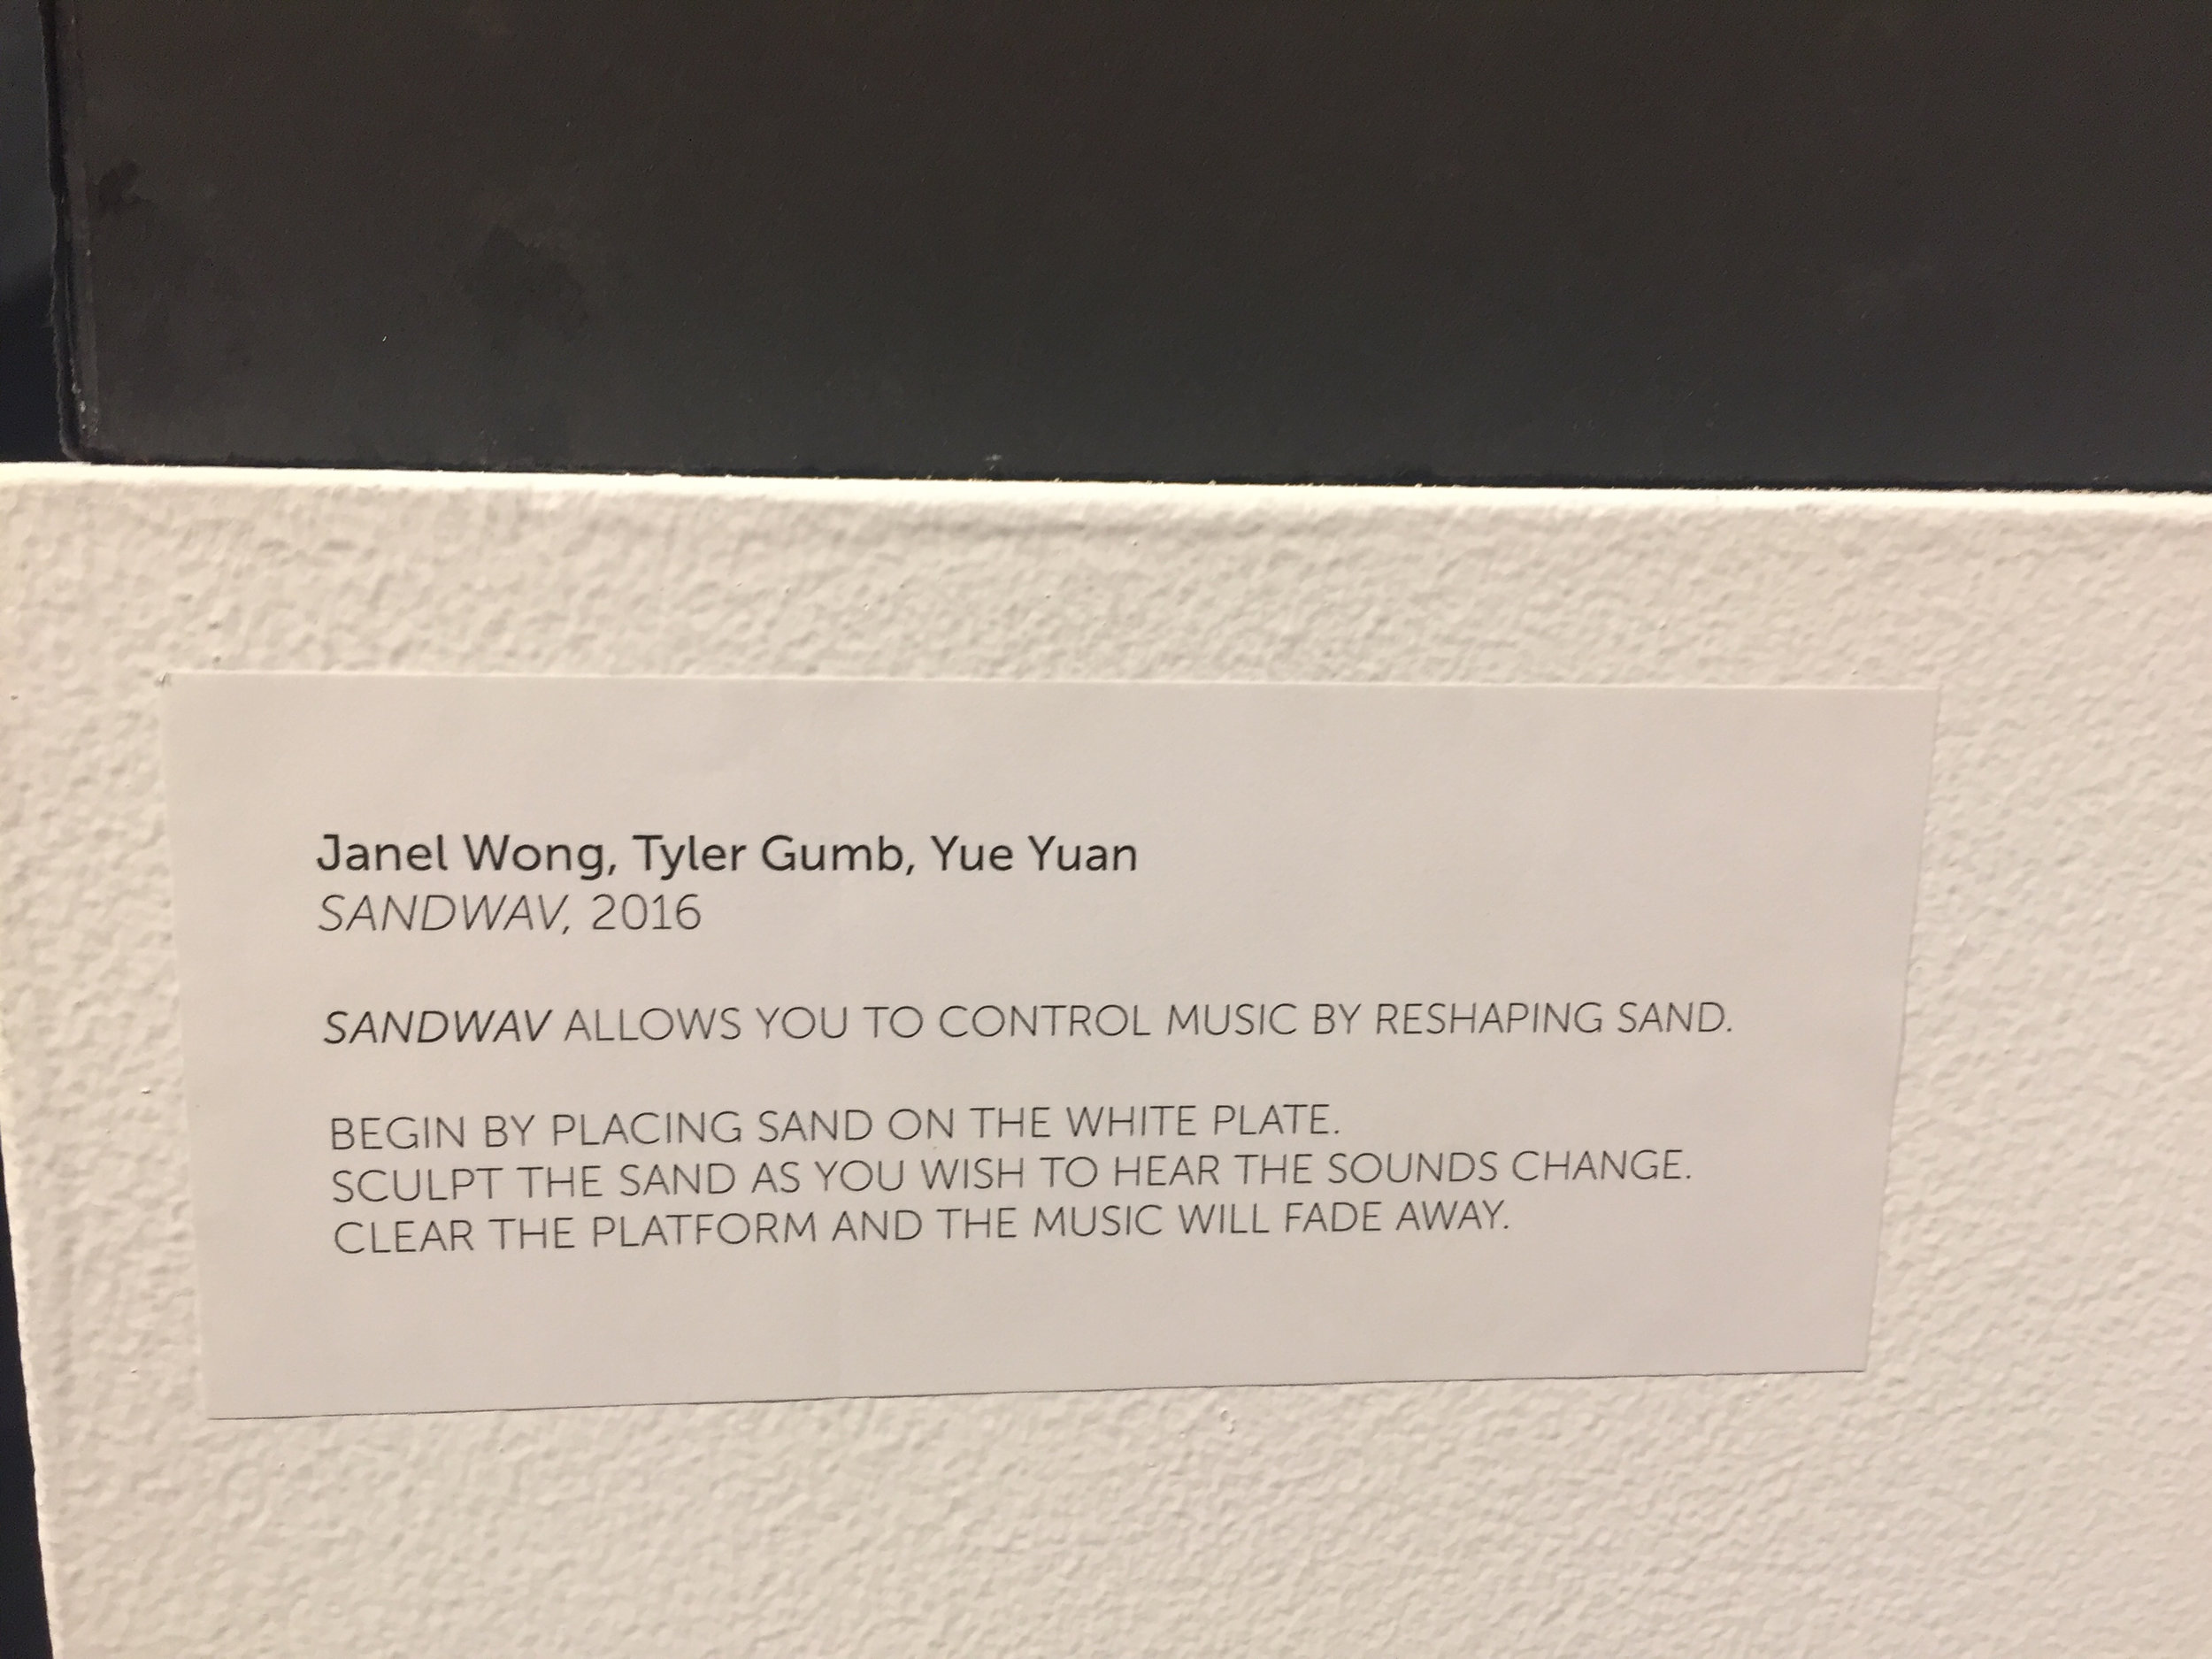 Janel Wong, Tyler Gumb, Yue Yuan
SANDWAV, 2016
SANDWAV ALLOWS YOU TO CONTROL MUSIC BY RESHAPING SAND.
BEGIN BY PLACING SAND ON THE WHITE PLATE.
SCULPT THE SAND AS YOU WISH TO HEAR THE SOUNDS CHANGE.
CLEAR THE PLATFORM AND THE MUSIC WILL FADE AWAY.